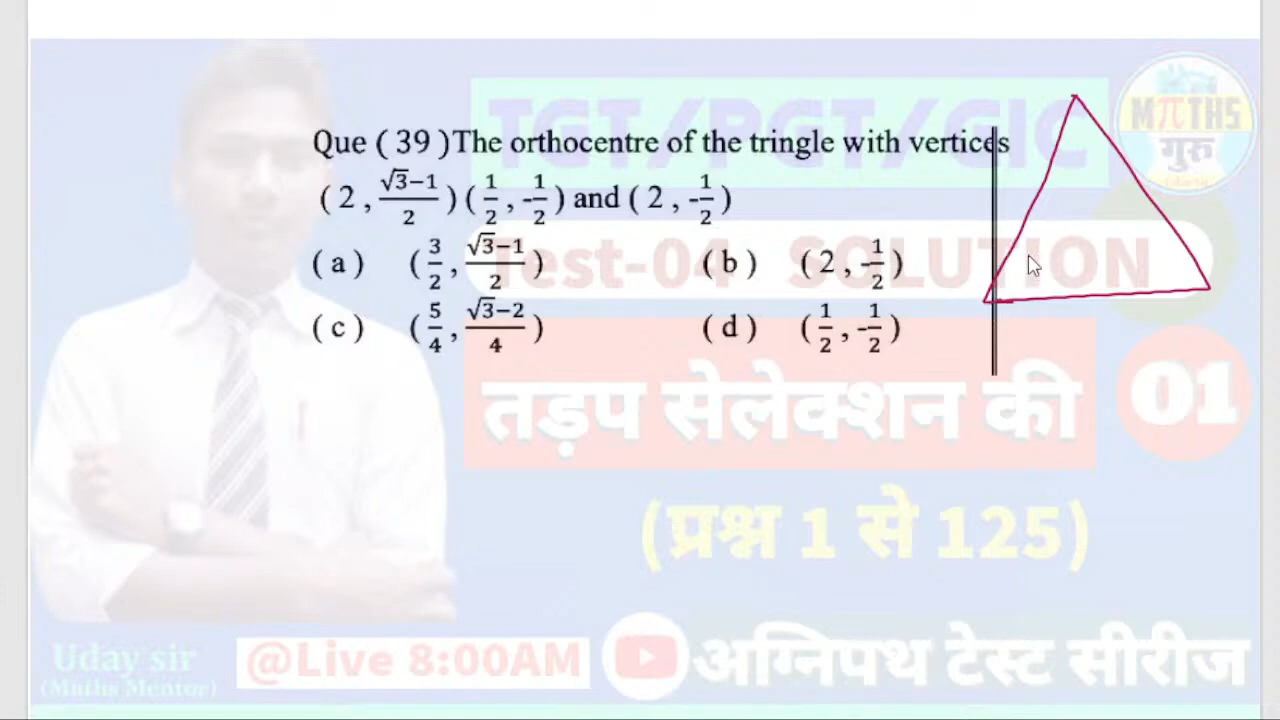 TGT/PGT/GIC
MπTHS
गुरु
Que ( 39 )The orthocentre of the tringle with vertices
( 2 , √3−1/2 ) ( 1/2 , -1/2 ) and ( 2 , -1/2 )
Test-04 SOLUTION
( a ) ( 3/2 , √3−1/2 ) ( b ) ( 2 , -1/2 )
( c ) ( 5/4 , √3−2/4 ) ( d ) ( 1/2 , -1/2 )
तड़प सेलेक्शन की 01
(प्रश्न 1 से 125)
Uday sir
(Maths Mentor)
@Live 8:00AM
अग्निपथ टेस्ट सीरीज